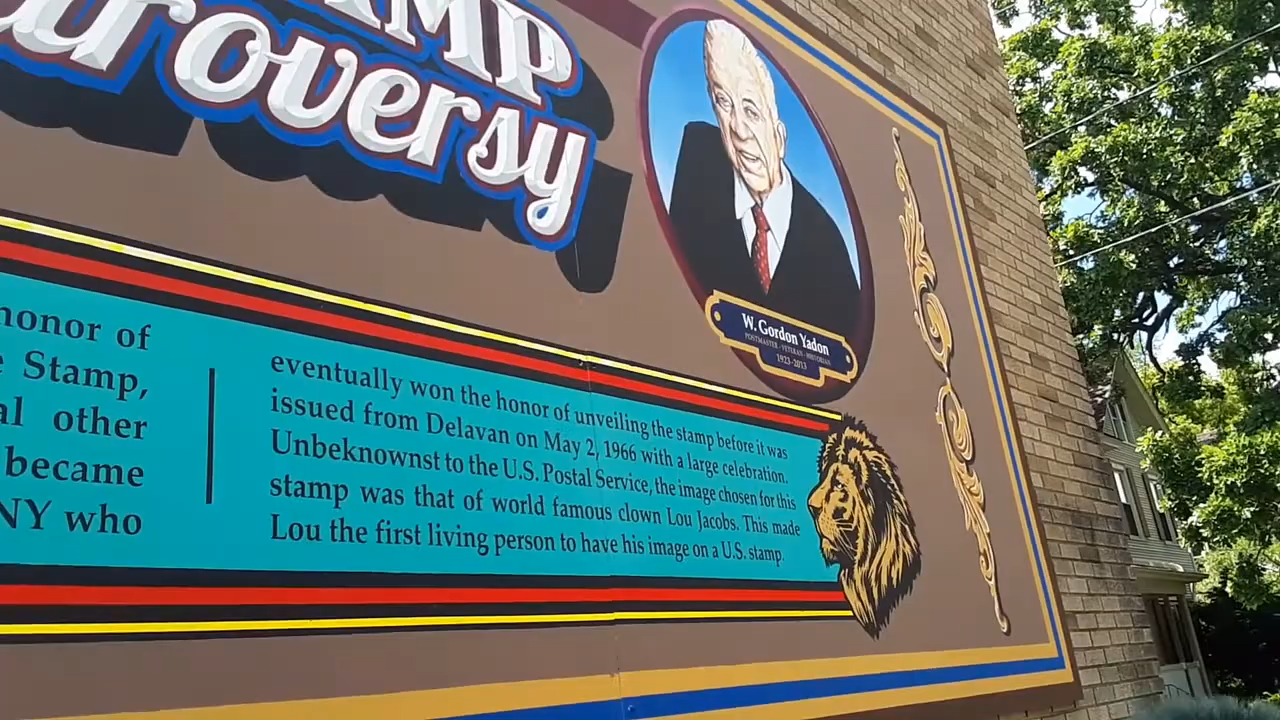 AMP
troversy
W. Gordon Yadon
POSTMASTER - VETERAN - HISTORIAN
1923-2013
honor of
Stamp,
other
became
NY who
eventually won the honor of unveiling the stamp before it was
issued from Delavan on May 2, 1966 with a large celebration.
Unbeknownst to the U.S. Postal Service, the image chosen for this
stamp was that of world famous clown Lou Jacobs. This made
Lou the first living person to have his image on a U.S. stamp.